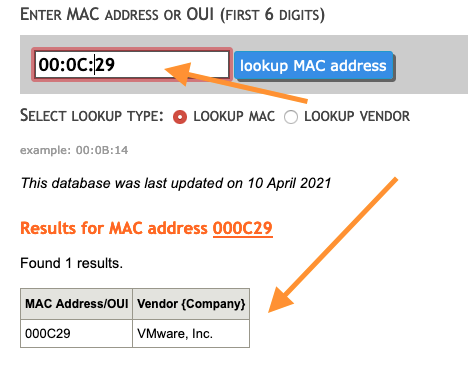 Enter MAC address or OUI (first 6 digits)
00:0C:29 lookup MAC address
Select lookup type: lookup mac lookup vendor
example: 00:0B:14
This database was last updated on 10 April 2021
Results for MAC address 000C29
Found 1 results.
MAC Address/OUI Vendor {Company}
000C29 VMware, Inc.